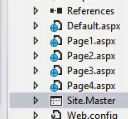 References
Default.aspx
Page1.aspx
Page2.aspx
Page3.aspx
Page4.aspx
Site.Master
Web.config